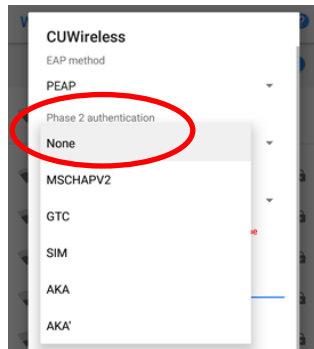 CUWireless
EAP method
PEAP
Phase 2 authentication
None
MSCHAPV2
GTC
SIM
AKA
AKA'